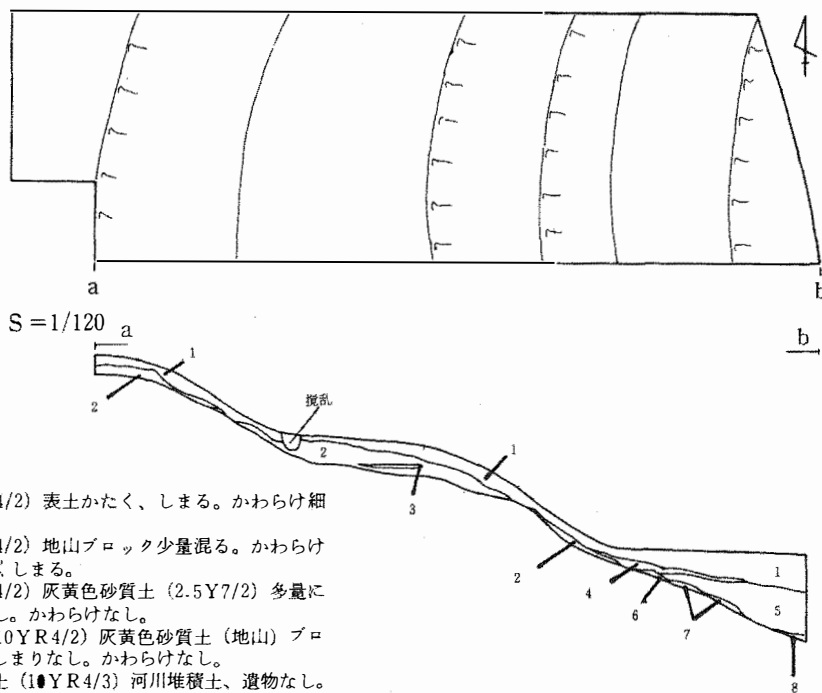 a
b
S=1/120
a
b
1
2
攪乱
2
1
3
2
4
6
7
1
5
8
4/2) 表土かたく、しまる。かわらけ細
4/2) 地山ブロック少量混る。かわらけ
しまる。
4/2) 灰黄色砂質土 (2.5Y7/2) 多量に
し。かわらけなし。
10YR4/2) 灰黄色砂質土 (地山) ブロ
しまりなし。かわらけなし。
土 (10YR4/3) 河川堆積土、遺物なし。